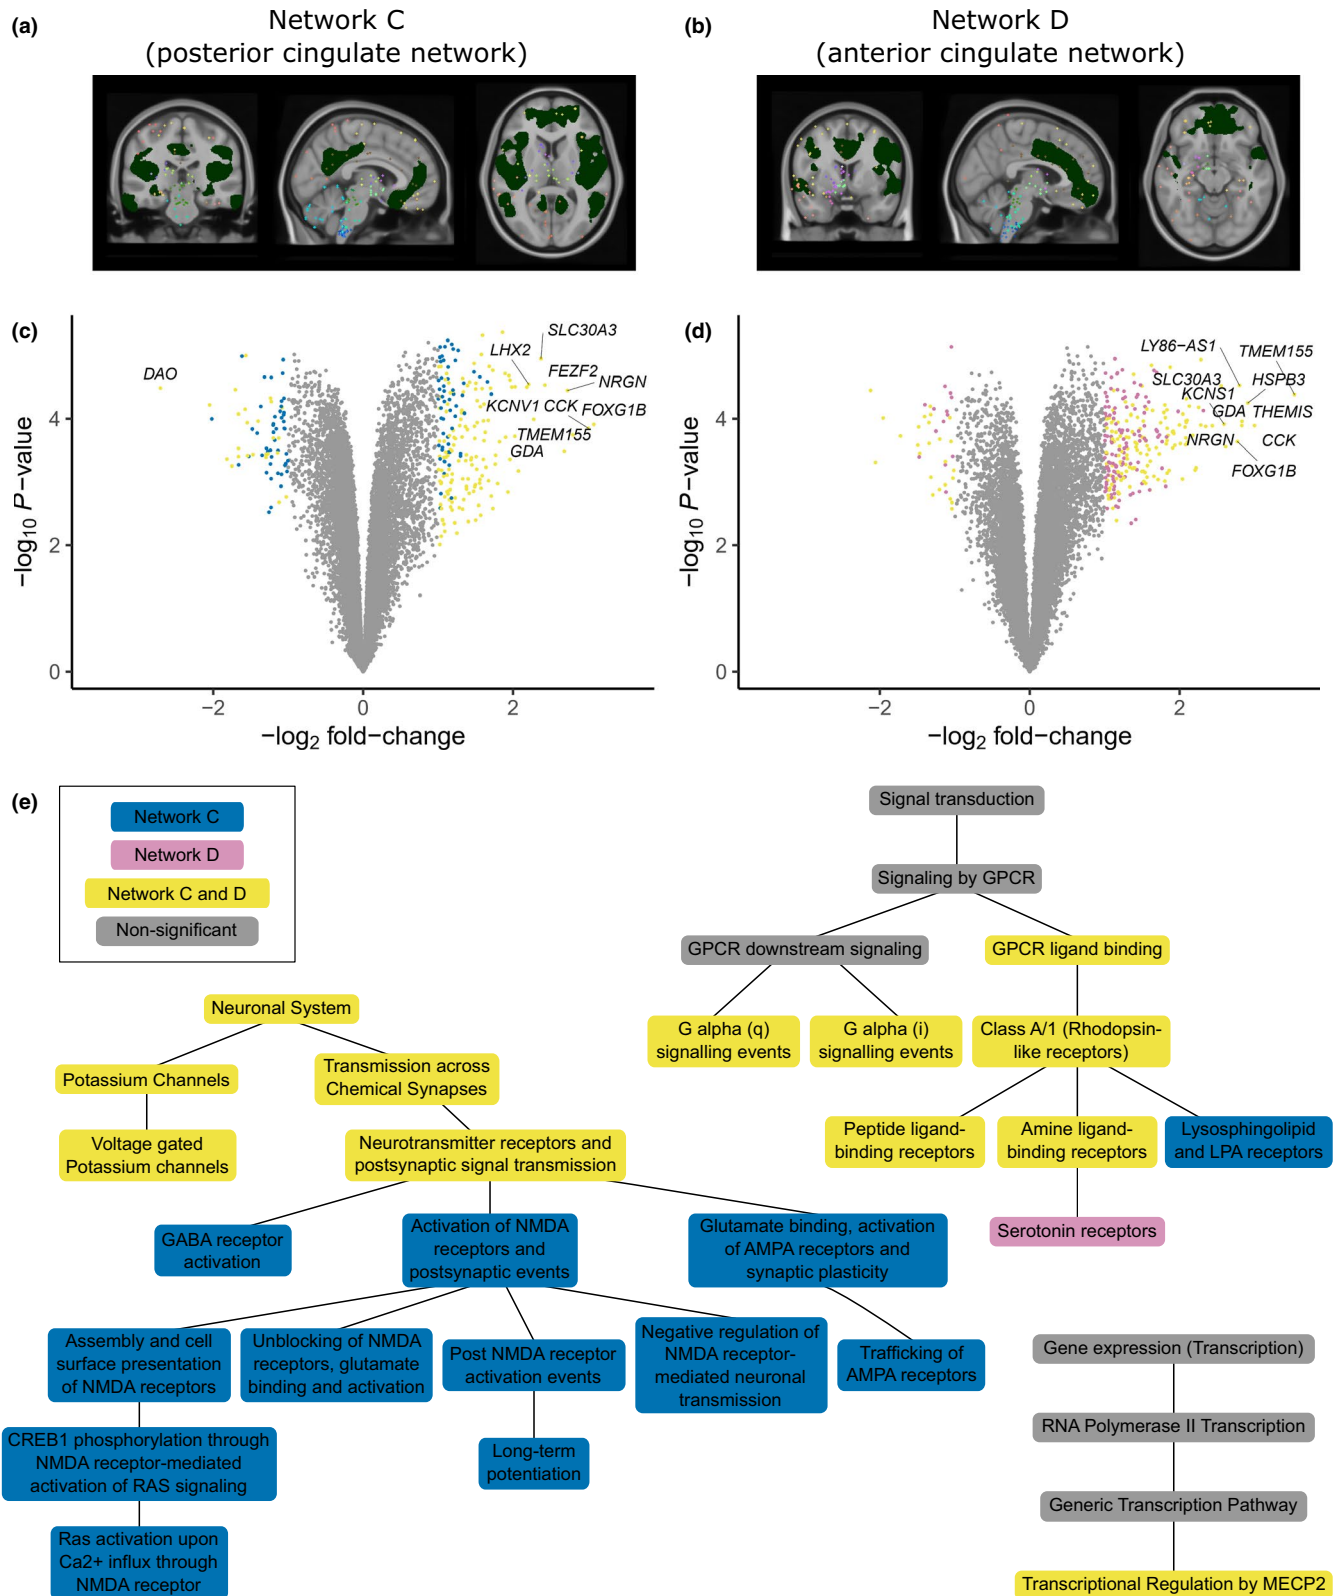 (a)
Network C
(posterior cingulate network)
(b)
Network D
(anterior cingulate network)
(c)
−log10 P−value
4
2
0
−2
0
2
−log2 fold−change
DAO
SLC30A3
LHX2
FEZF2
NRGN
KCNV1
CCK
FOXG1B
TMEM155
GDA
(d)
−log10 P−value
4
2
0
−2
0
2
−log2 fold−change
LY86−AS1
TMEM155
SLC30A3
HSPB3
KCNS1
GDA
THEMIS
NRGN
CCK
FOXG1B
(e)
Network C
Network D
Network C and D
Non-significant
Signal transduction
Signaling by GPCR
GPCR downstream signaling
GPCR ligand binding
G alpha (q)
signalling events
G alpha (i)
signalling events
Class A/1 (Rhodopsin-
like receptors)
Peptide ligand-
binding receptors
Amine ligand-
binding receptors
Lysosphingolipid
and LPA receptors
Serotonin receptors
Neuronal System
Potassium Channels
Transmission across
Chemical Synapses
Voltage gated
Potassium channels
Neurotransmitter receptors and
postsynaptic signal transmission
GABA receptor
activation
Activation of NMDA
receptors and
postsynaptic events
Glutamate binding, activation
of AMPA receptors and
synaptic plasticity
Assembly and cell
surface presentation
of NMDA receptors
Unblocking of NMDA
receptors, glutamate
binding and activation
Post NMDA receptor
activation events
Negative regulation of
NMDA receptor-
mediated neuronal
transmission
Trafficking of
AMPA receptors
CREB1 phosphorylation through
NMDA receptor-mediated
activation of RAS signaling
Long-term
potentiation
Ras activation upon
Ca2+ influx through
NMDA receptor
Gene expression (Transcription)
RNA Polymerase II Transcription
Generic Transcription Pathway
Transcriptional Regulation by MECP2